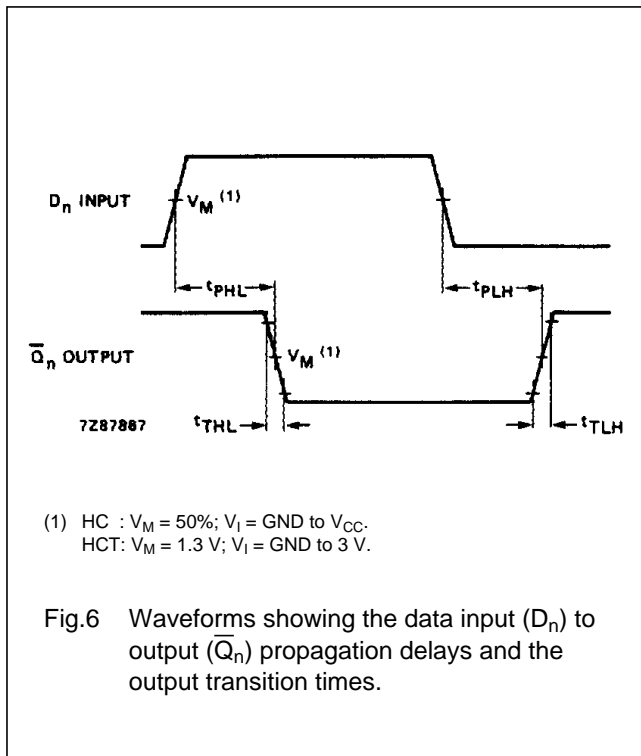 Dn INPUT
VM (1)
tPHL
tPLH
Q̅n OUTPUT
VM (1)
7Z87867
tTHL
tTLH
(1) HC : VM = 50%; VI = GND to VCC.
HCT: VM = 1.3 V; VI = GND to 3 V.
Fig.6 Waveforms showing the data input (Dn) to
output (Q̅n) propagation delays and the
output transition times.